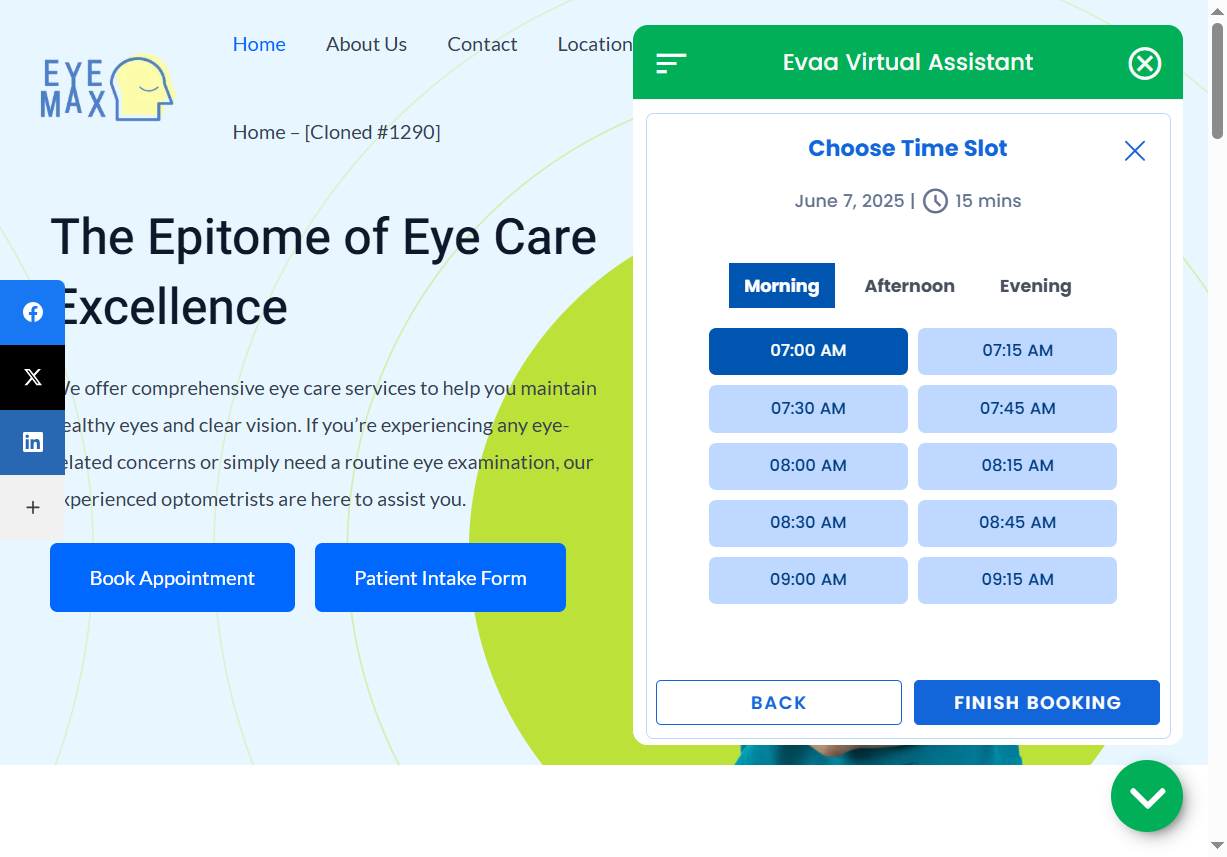 EYE
MAX
Home
About Us
Contact
Location
Home – [Cloned #1290]
The Epitome of Eye Care
Excellence
We offer comprehensive eye care services to help you maintain
healthy eyes and clear vision. If you’re experiencing any eye-
related concerns or simply need a routine eye examination, our
experienced optometrists are here to assist you.
Book Appointment
Patient Intake Form
Evaa Virtual Assistant
Choose Time Slot
June 7, 2025 | 15 mins
Morning
Afternoon
Evening
07:00 AM
07:15 AM
07:30 AM
07:45 AM
08:00 AM
08:15 AM
08:30 AM
08:45 AM
09:00 AM
09:15 AM
BACK
FINISH BOOKING